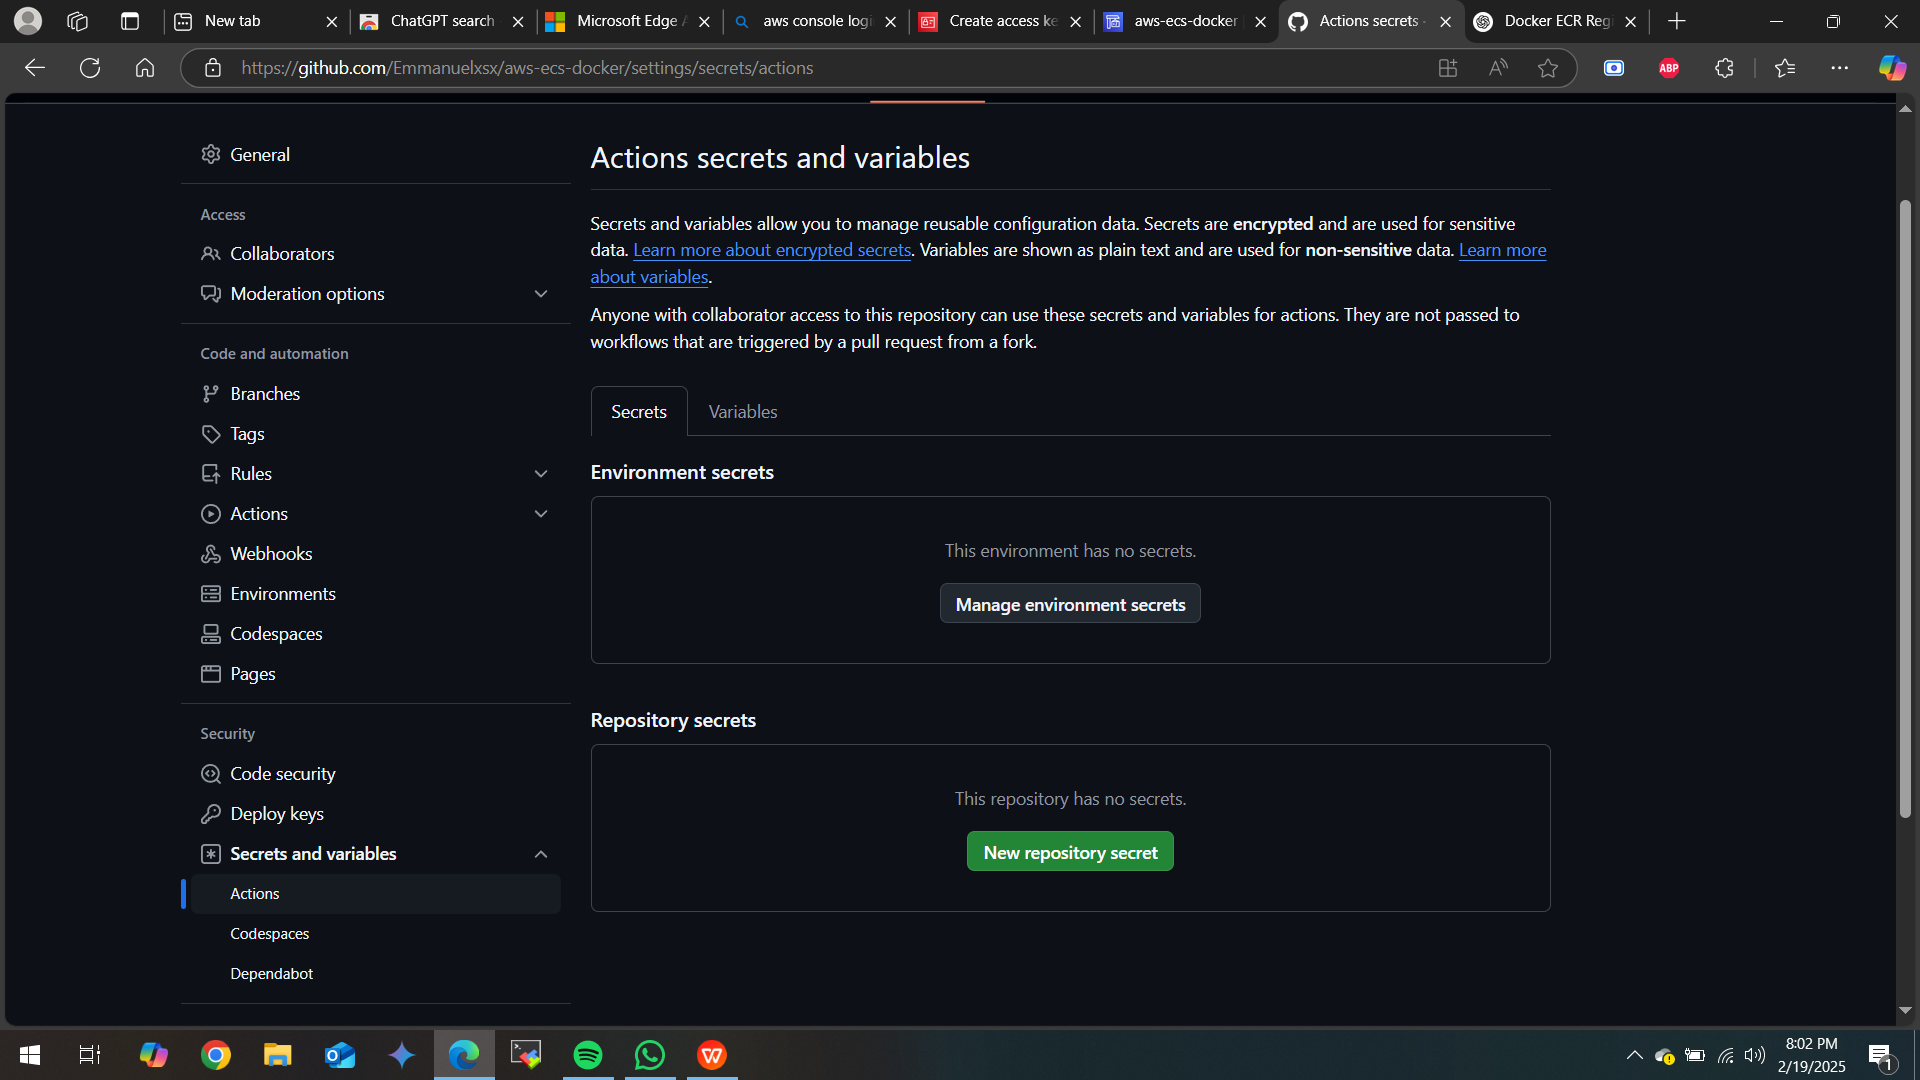 New tab
ChatGPT search
Microsoft Edge
aws console logi
Create access ke
aws-ecs-docker
Actions secrets
Docker ECR Regi
https://github.com/Emmanuelxsx/aws-ecs-docker/settings/secrets/actions
ABP
General
Access
Collaborators
Moderation options
Code and automation
Branches
Tags
Rules
Actions
Webhooks
Environments
Codespaces
Pages
Security
Code security
Deploy keys
Secrets and variables
Actions
Codespaces
Dependabot
Actions secrets and variables
Secrets and variables allow you to manage reusable configuration data. Secrets are encrypted and are used for sensitive
data. Learn more about encrypted secrets. Variables are shown as plain text and are used for non-sensitive data. Learn more
about variables.
Anyone with collaborator access to this repository can use these secrets and variables for actions. They are not passed to
workflows that are triggered by a pull request from a fork.
Secrets
Variables
Environment secrets
This environment has no secrets.
Manage environment secrets
Repository secrets
This repository has no secrets.
New repository secret
8:02 PM
2/19/2025
1